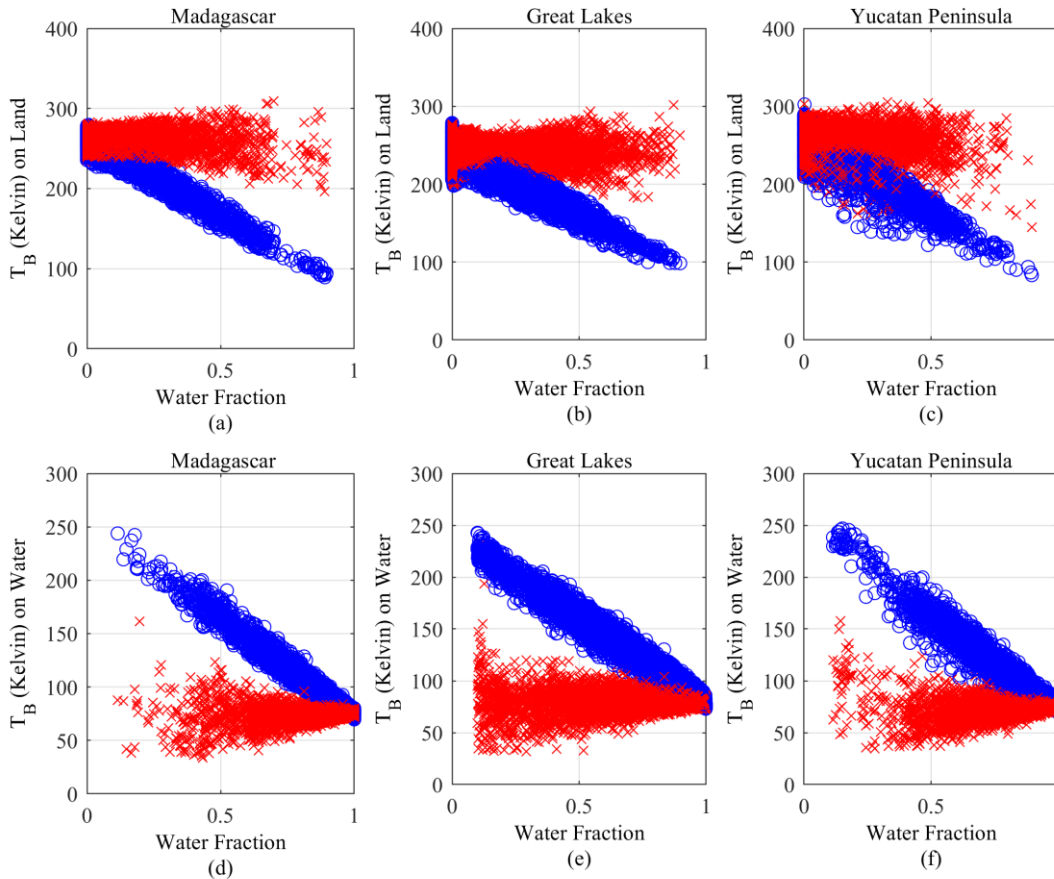 Madagascar
Great Lakes
Yucatan Peninsula
400
300
200
100
0
T_B (Kelvin) on Land
0
0.5
1
Water Fraction
(a)
400
300
200
100
0
T_B (Kelvin) on Land
0
0.5
1
Water Fraction
(b)
400
300
200
100
0
T_B (Kelvin) on Land
0
0.5
Water Fraction
(c)
Madagascar
Great Lakes
Yucatan Peninsula
300
250
200
150
100
50
0
T_B (Kelvin) on Water
0
0.5
1
Water Fraction
(d)
300
250
200
150
100
50
0
T_B (Kelvin) on Water
0
0.5
1
Water Fraction
(e)
300
250
200
150
100
50
0
T_B (Kelvin) on Water
0
0.5
Water Fraction
(f)